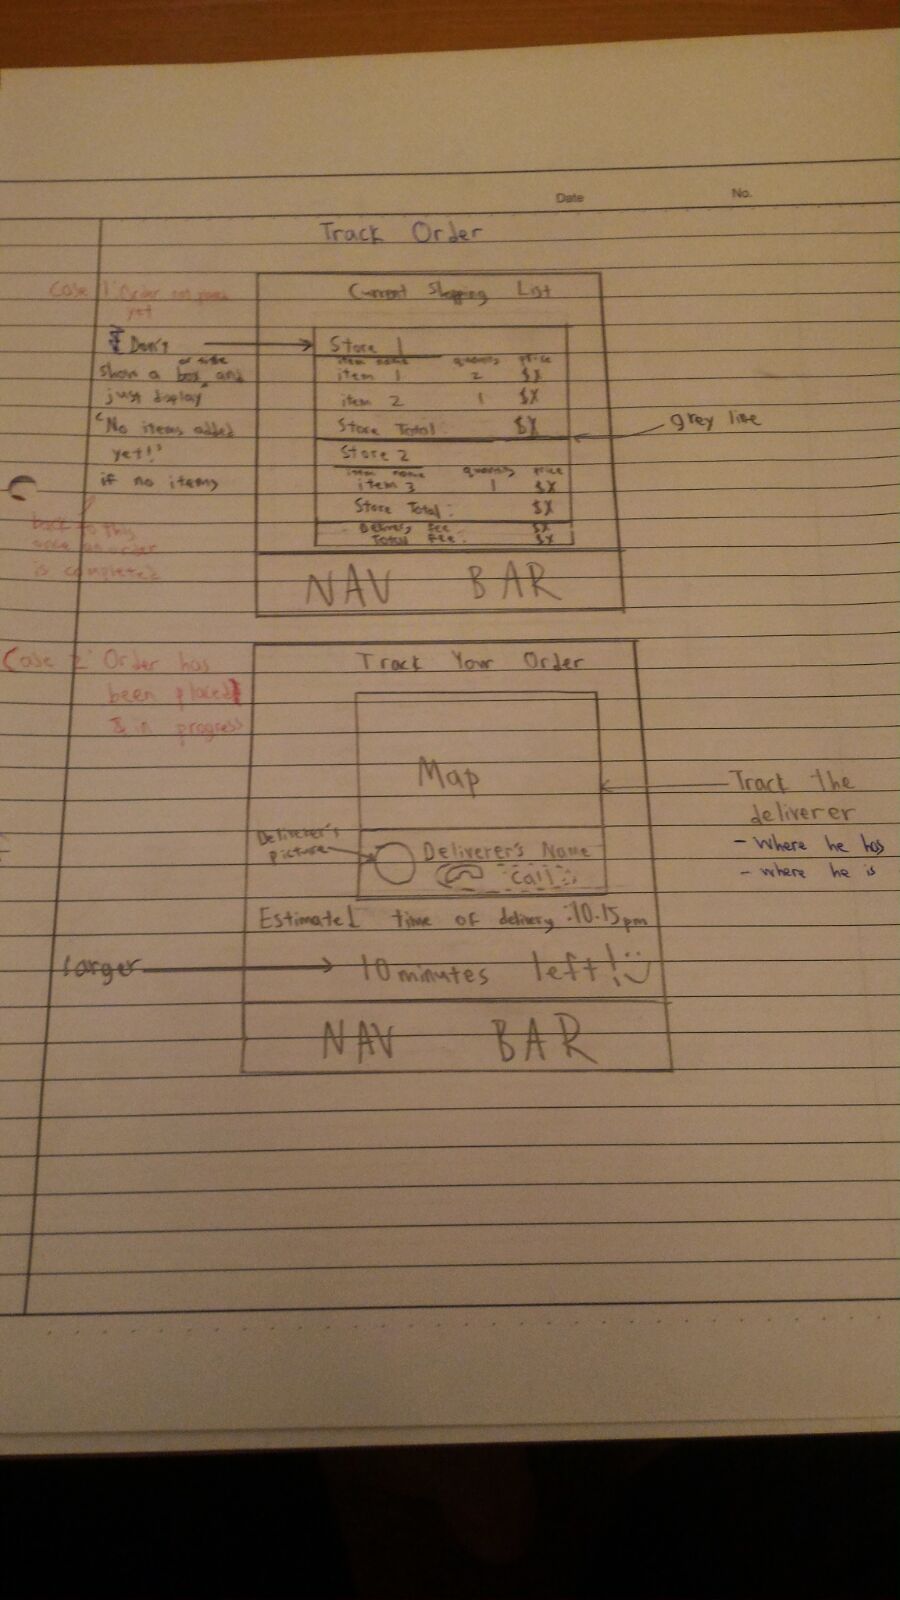 Date No.
Track Order
Case 1: Order not placed
yet
Current Shopping List
Don't
or title
show a box and
just display
"No items added
yet!"
if no items
back to this
once an order
is completed
Store 1
item name quantity price
item 1 2 $X
item 2 1 $X
Store Total: $X
grey line
Store 2
item name quantity price
item 3 1 $X
Store Total: $X
Delivery Fee $X
Total Fee: $X
NAV BAR
Case 2: Order has
been placed
& in progress
Track Your Order
Map
Track the
deliverer
- Where he has
- where he is
Deliverer's
picture
Deliverer's Name
Call
Estimated time of delivery: 10.15pm
larger
10 minutes left!
NAV BAR